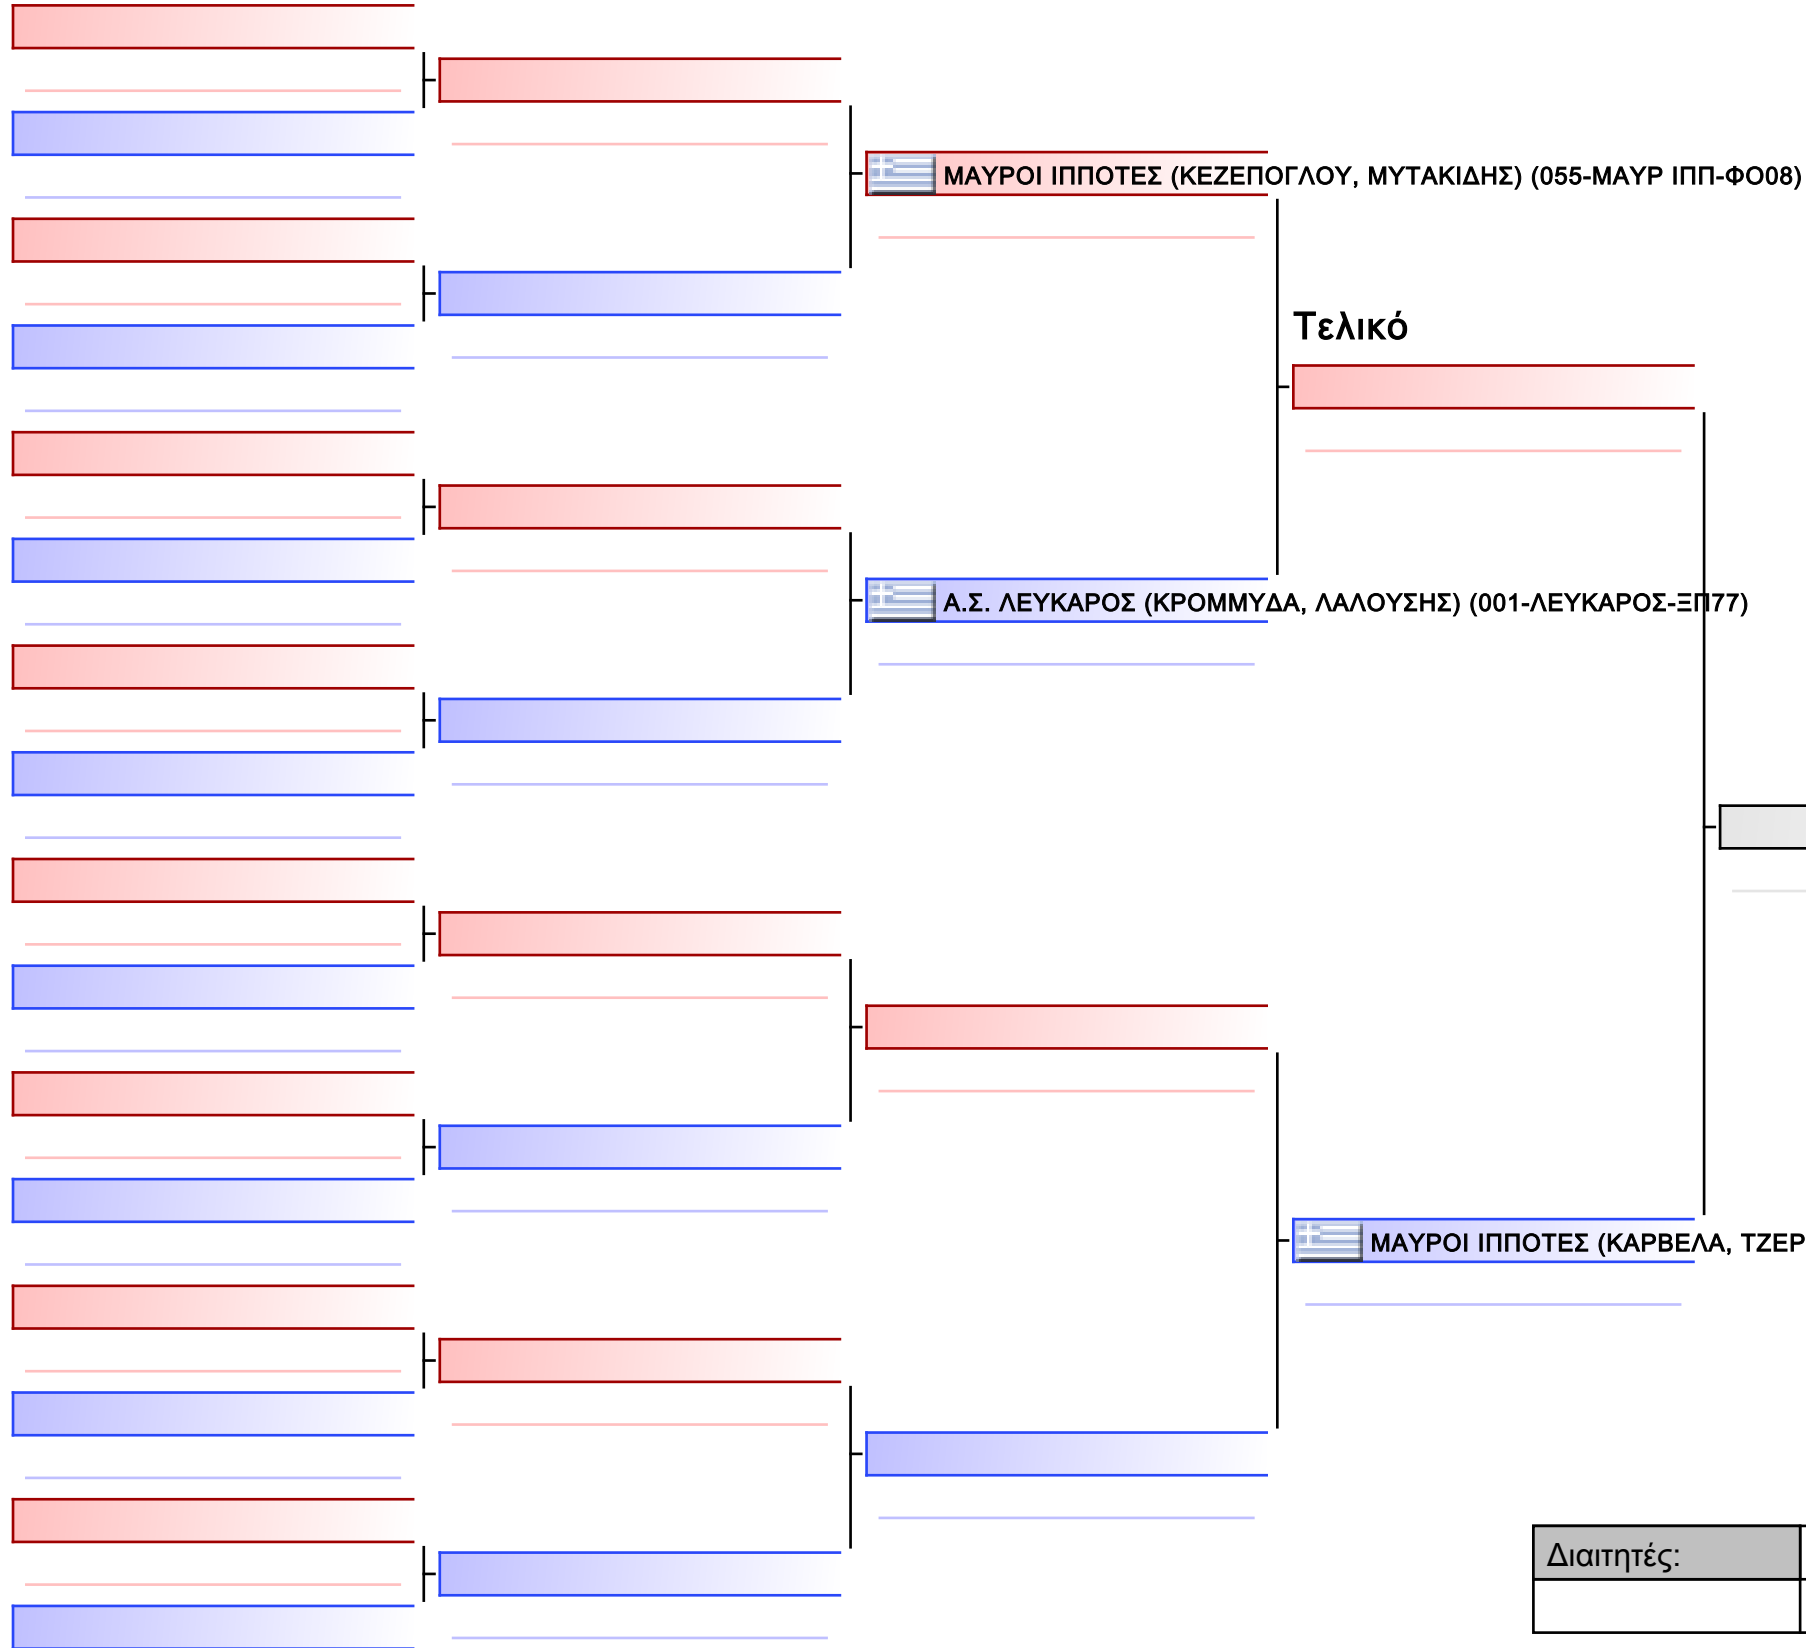 ΜΑΥΡΟΙ ΙΠΠΟΤΕΣ (ΚΕΖΕΠΟΓΛΟΥ, ΜΥΤΑΚΙΔΗΣ) (055-ΜΑΥΡ ΙΠΠ-ΦΟ08)
Τελικό
Α.Σ. ΛΕΥΚΑΡΟΣ (ΚΡΟΜΜΥΔΑ, ΛΑΛΟΥΣΗΣ) (001-ΛΕΥΚΑΡΟΣ-ΞΠ77)
ΜΑΥΡΟΙ ΙΠΠΟΤΕΣ (ΚΑΡΒΕΛΑ, ΤΖΕΡ
Διαιτητές: